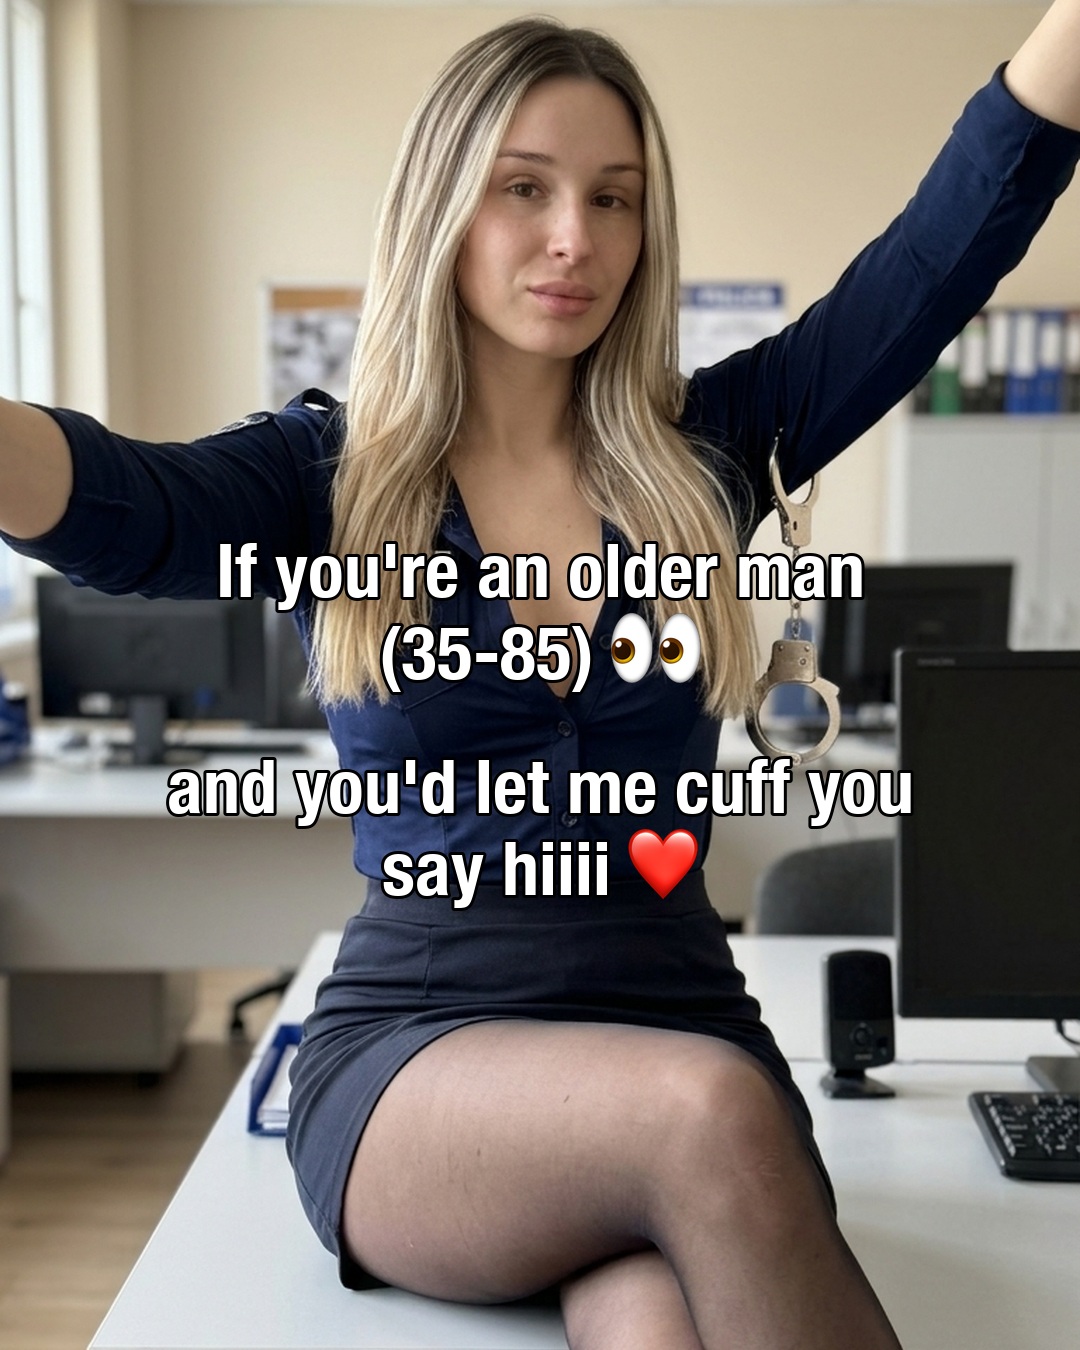 If you're an older man
(35-85) 👀
and you'd let me cuff you
say hiiii ❤️